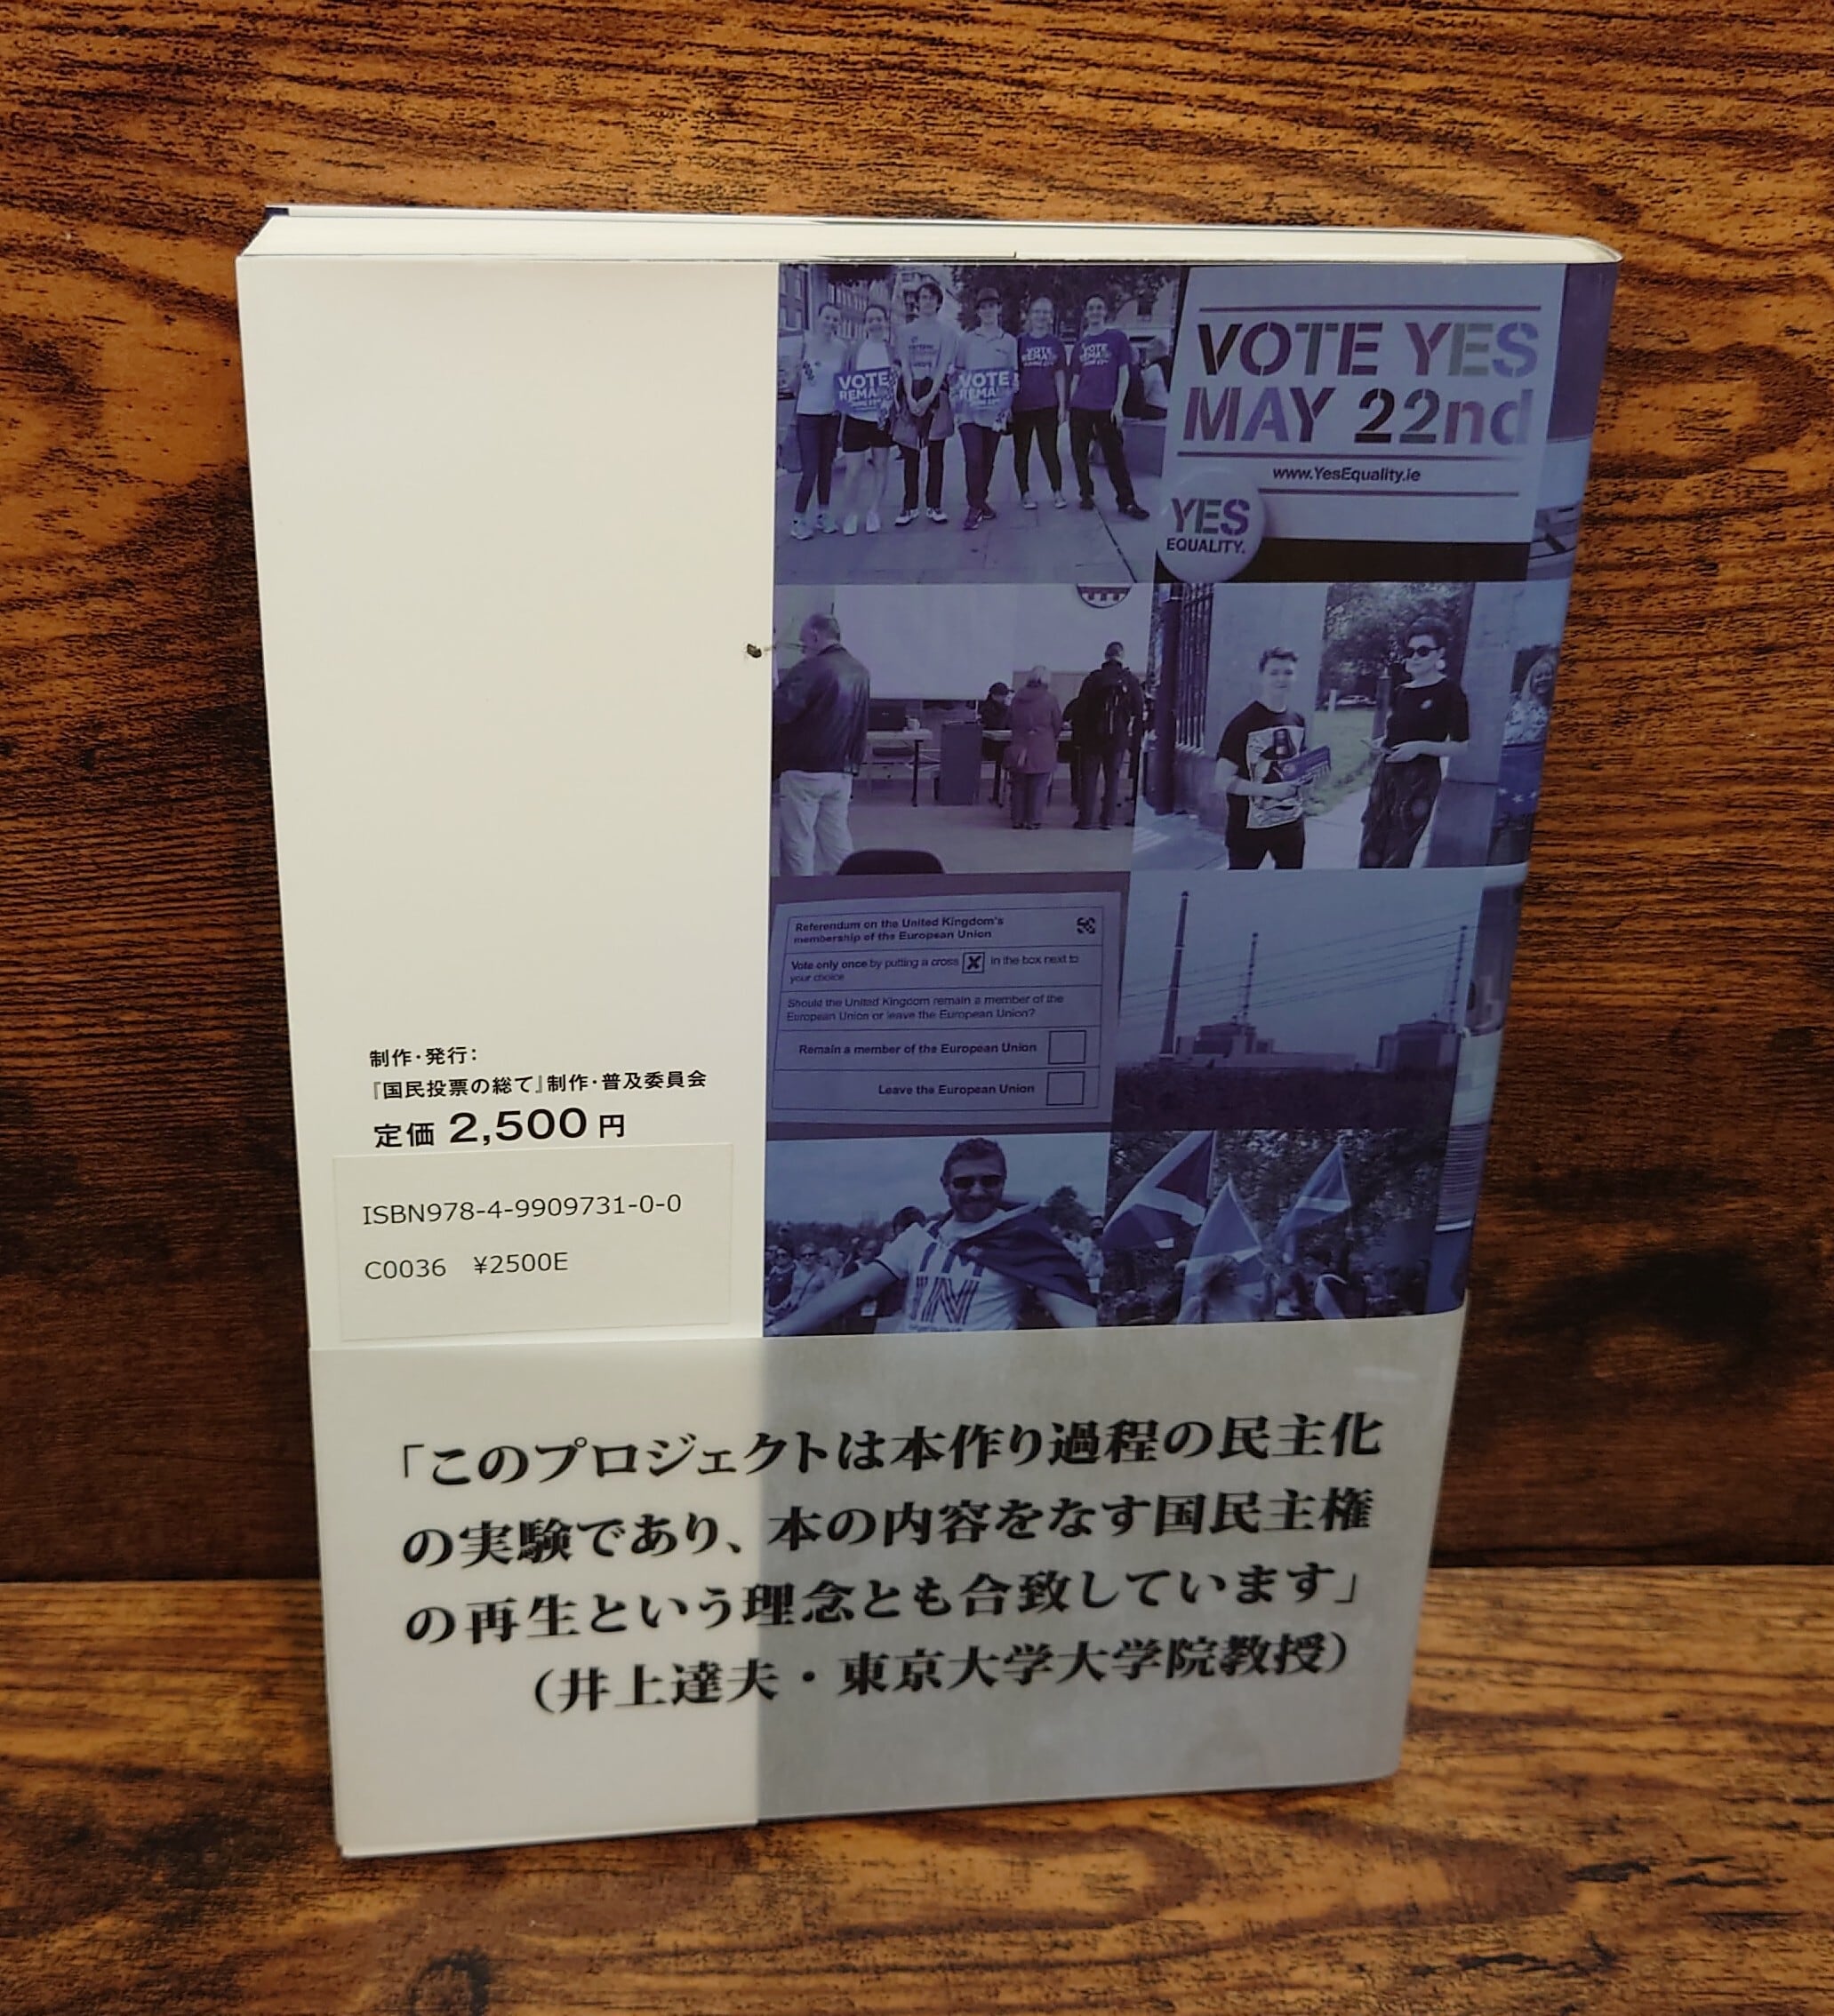 VOTE
REMAIN
VOTE
REMAIN
VOTE
VOTE
VOTE YES
MAY 22nd
www.YesEquality.ie
YES
EQUALITY.
Referendum on the United Kingdom's
membership of the European Union
Vote only once by putting a cross X in the box next to
your choice
Should the United Kingdom remain a member of the
European Union or leave the European Union?
Remain a member of the European Union
Leave the European Union
IN
制作・発行：
『国民投票の総て』制作・普及委員会
定価 2,500 円
ISBN978-4-9909731-0-0
C0036 ¥2500E
「このプロジェクトは本作り過程の民主化
の実験であり、本の内容をなす国民主権
の再生という理念とも合致しています」
（井上達夫・東京大学大学院教授）